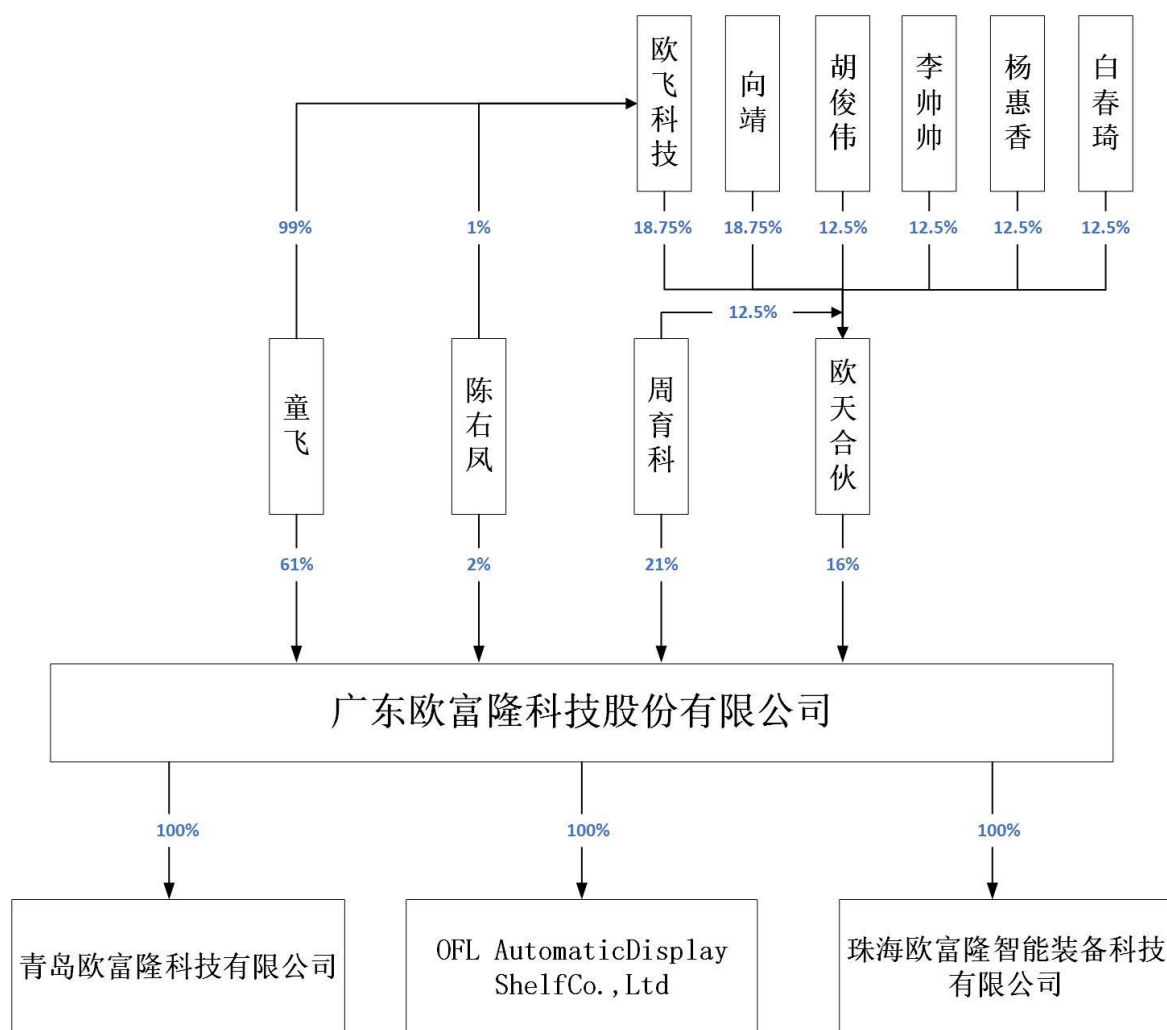 欧飞科技
向靖
胡俊伟
李帅帅
杨惠香
白春琦
99%
1%
18.75%
18.75%
12.5%
12.5%
12.5%
12.5%
12.5%
童飞
陈右凤
周育科
欧天合伙
61%
2%
21%
16%
广东欧富隆科技股份有限公司
100%
100%
100%
青岛欧富隆科技有限公司
OFL AutomaticDisplay
ShelfCo.,Ltd
珠海欧富隆智能装备科技
有限公司